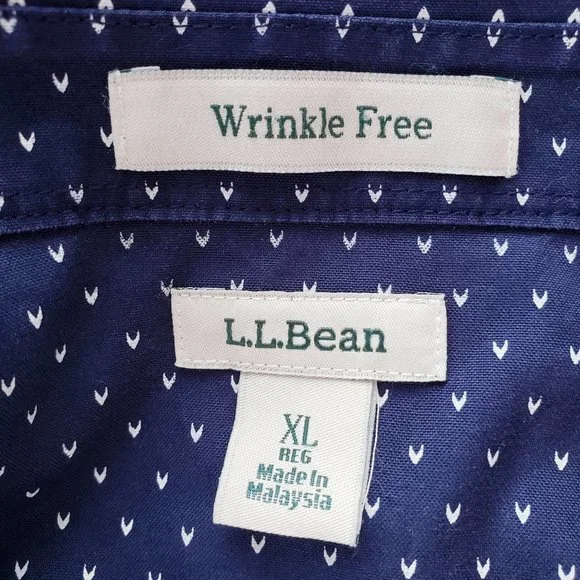 Wrinkle Free
L.L.Bean
XL
REG
Made In
Malaysia